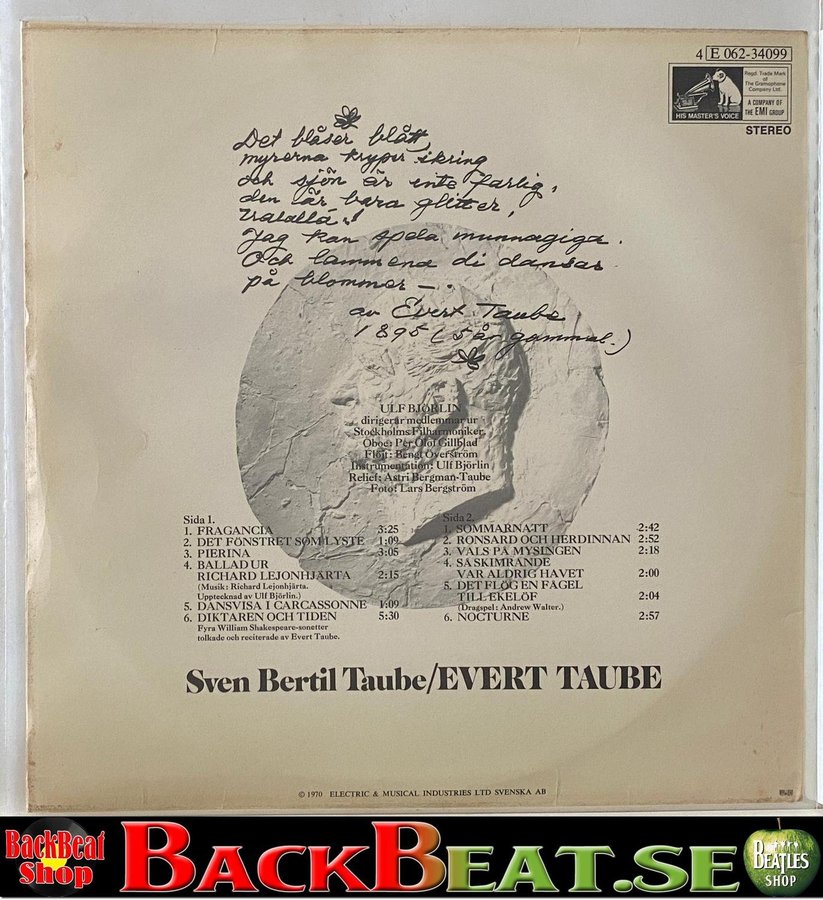 4 E 062-34099
Regd. Trade Mark
of
The Gramophone
Company Ltd.
HIS MASTER'S VOICE
A COMPANY OF
THE EMI GROUP
STEREO
Det blåser blått,
myrerna kryper ikring
och sjön är inte farlig,
den är bara glitter,
tralallá!
Jag kan spela munnagiga.
Och lammena di dansar
på blommor —.
av Evert Taube
1895 (5 år gammal.)
ULF BJÖRLIN
dirigerar medlemmar ur
Stockholms Filharmoniker.
Oboe: Per Olof Gillblad
Flöjt: Bengt Överström
Instrumentation: Ulf Björlin
Relief: Astri Bergman-Taube
Foto: Lars Bergström
Sida 1.
1. FRAGANCIA 3:25
2. DET FÖNSTRET SOM LYSTE 1:09
3. PIERINA 3:05
4. BALLAD UR
RICHARD LEJONHJÄRTA 2:15
(Musik: Richard Lejonhjärta.
Upptecknad av Ulf Björlin.)
5. DANSVISA I CARCASSONNE 1:09
6. DIKTAREN OCH TIDEN 5:30
Fyra William Shakespeare-sonetter
tolkade och reciterade av Evert Taube.
Sida 2.
1. SOMMARNATT 2:42
2. RONSARD OCH HERDINNAN 2:52
3. VALS PÅ MYSINGEN 2:18
4. SÅ SKIMRANDE
VAR ALDRIG HAVET 2:00
5. DET FLÖG EN FÅGEL
TILL EKELÖF 2:04
(Dragspel: Andrew Walter.)
6. NOCTURNE 2:57
Sven Bertil Taube/EVERT TAUBE
© 1970 ELECTRIC & MUSICAL INDUSTRIES LTD SVENSKA AB
BackBeat
Shop
BACKBEAT.SE
BEATLES
SHOP